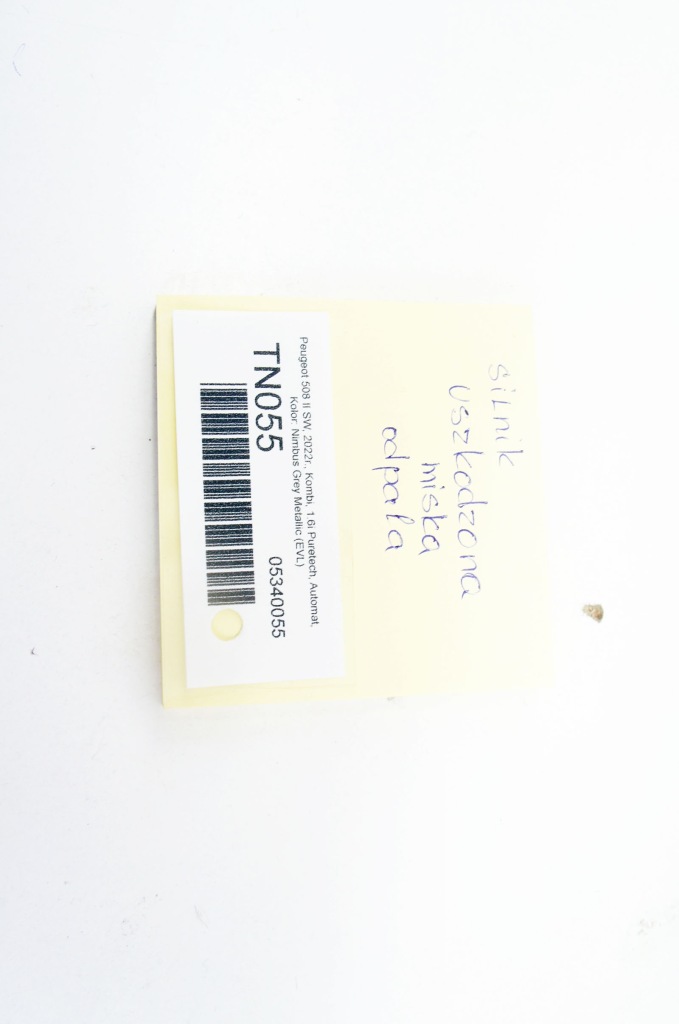 silnik
uszkodzona
miska
odpala
Peugeot 508 II SW, 2022r., Kombi, 1.6i Puretech, Automat,
Kolor: Nimbus Grey Metallic (EVL)
TN055
05340055